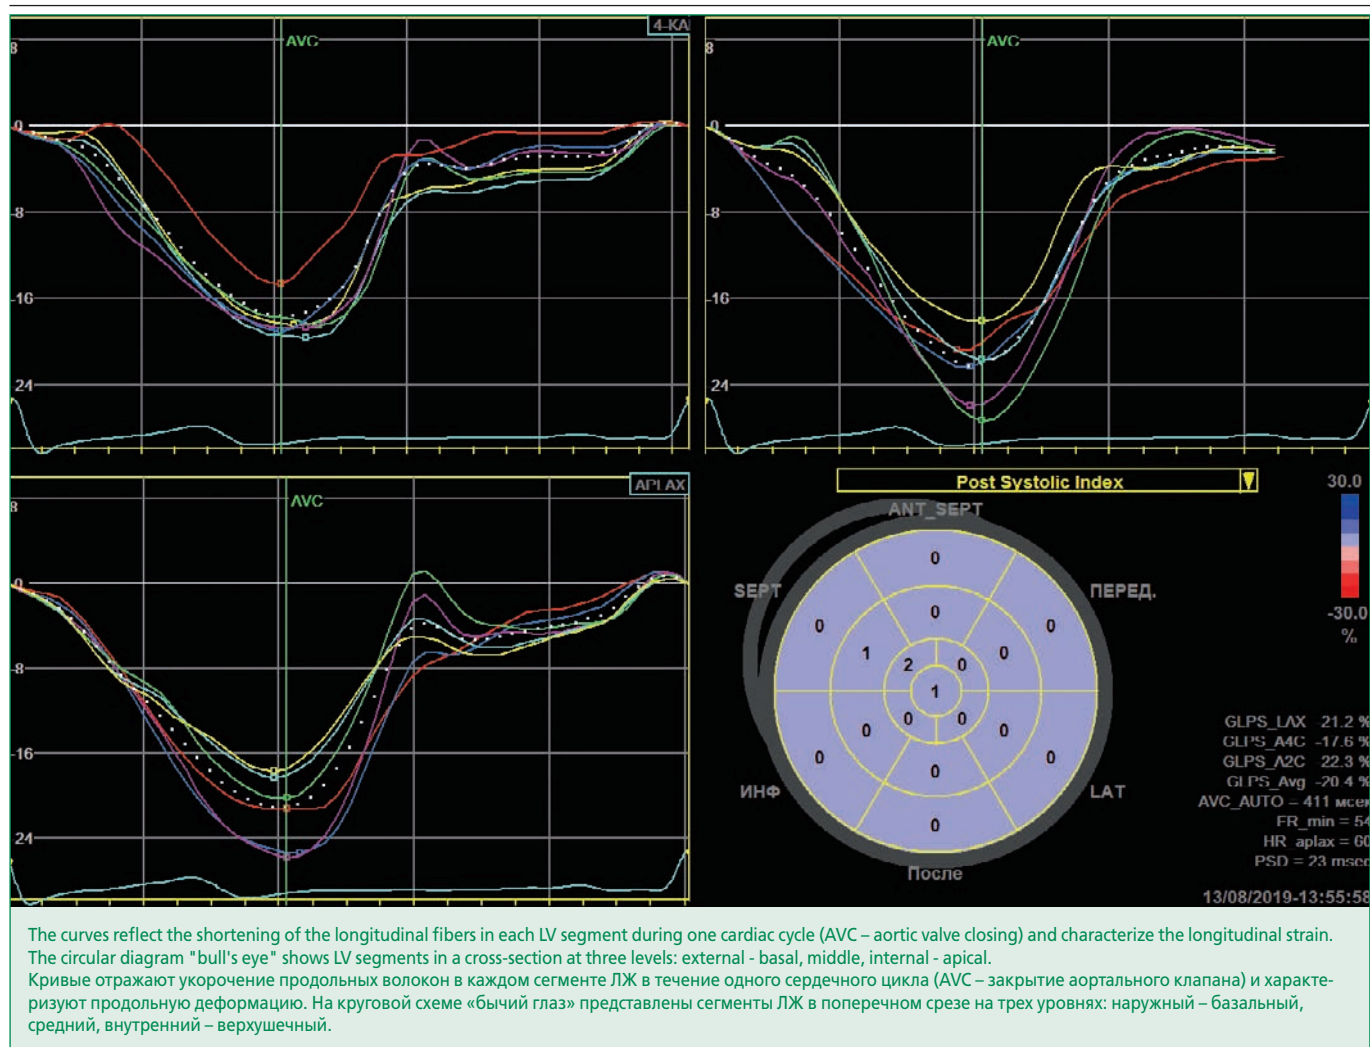 4-КА
8
AVC
0
-8
-16
24
8
AVC
0
-8
-16
24
APLAX
8
AVC
0
-8
-16
24
Post Systolic Index
30.0
-30.0
%
ANT_SEPT
SEPT
ПЕРЕД.
ИНФ
LAT
После
0
0
0
0
0
0
0
1
0
0
0
0
2
0
0
0
1
GLPS_LAX -21.2 %
GLPS_A4C -17.6 %
GLPS_A2C 22.3 %
GLPS_Avg -20.4 %
AVC_AUTO = 411 мсек
FR_min = 54
HR_aplax = 60
PSD = 23 msec
13/08/2019-13:55:58
The curves reflect the shortening of the longitudinal fibers in each LV segment during one cardiac cycle (AVC – aortic valve closing) and characterize the longitudinal strain.
The circular diagram "bull's eye" shows LV segments in a cross-section at three levels: external - basal, middle, internal - apical.
Кривые отражают укорочение продольных волокон в каждом сегменте ЛЖ в течение одного сердечного цикла (AVC – закрытие аортального клапана) и характе-
ризуют продольную деформацию. На круговой схеме «бычий глаз» представлены сегменты ЛЖ в поперечном срезе на трех уровнях: наружный – базальный,
средний, внутренний – верхушечный.